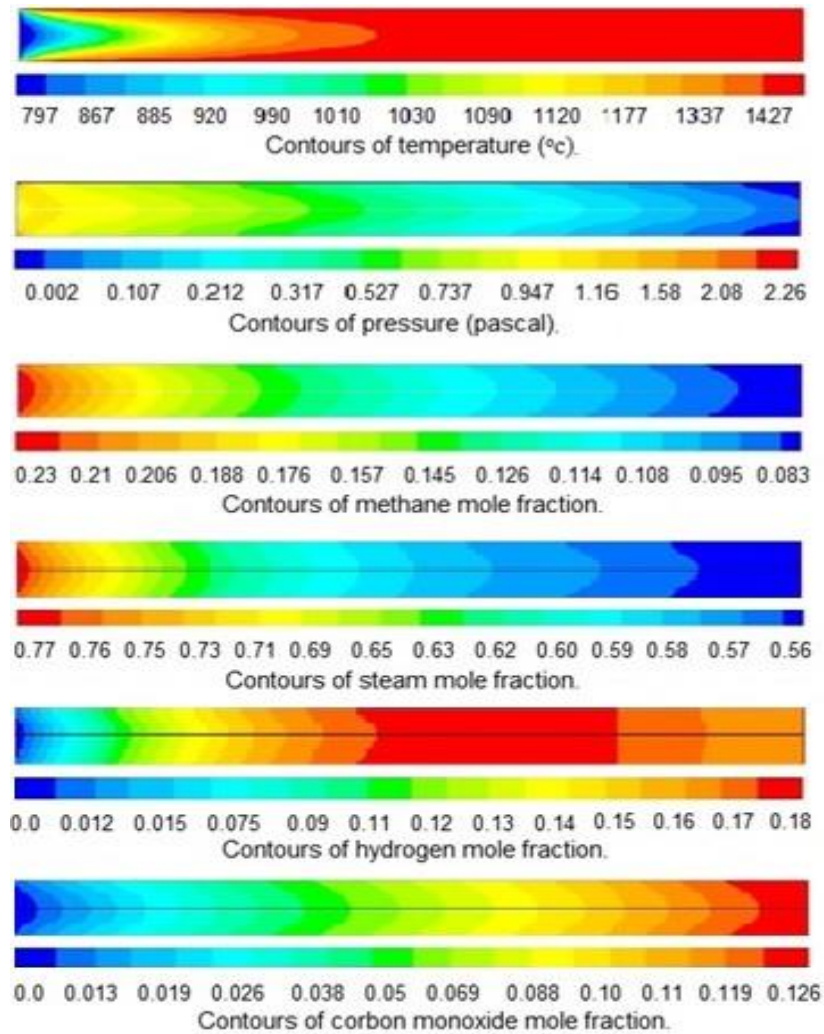 797 867 885 920 990 1010 1030 1090 1120 1177 1337 1427
Contours of temperature (°c).
0.002 0.107 0.212 0.317 0.527 0.737 0.947 1.16 1.58 2.08 2.26
Contours of pressure (pascal).
0.23 0.21 0.206 0.188 0.176 0.157 0.145 0.126 0.114 0.108 0.095 0.083
Contours of methane mole fraction.
0.77 0.76 0.75 0.73 0.71 0.69 0.65 0.63 0.62 0.60 0.59 0.58 0.57 0.56
Contours of steam mole fraction.
0.0 0.012 0.015 0.075 0.09 0.11 0.12 0.13 0.14 0.15 0.16 0.17 0.18
Contours of hydrogen mole fraction.
0.0 0.013 0.019 0.026 0.038 0.05 0.069 0.088 0.10 0.11 0.119 0.126
Contours of corbon monoxide mole fraction.